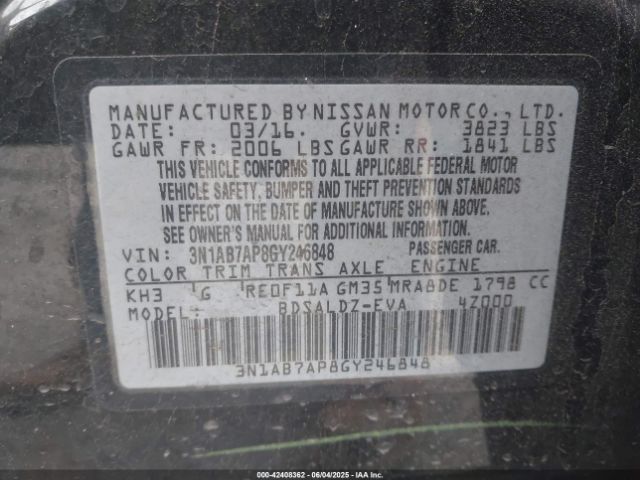 MANUFACTURED BY NISSAN MOTOR CO., LTD.
DATE: 03/16. GVWR: 3823 LBS
GAWR FR: 2006 LBS GAWR RR: 1841 LBS
THIS VEHICLE CONFORMS TO ALL APPLICABLE FEDERAL MOTOR
VEHICLE SAFETY, BUMPER AND THEFT PREVENTION STANDARDS
IN EFFECT ON THE DATE OF MANUFACTURE SHOWN ABOVE.
SEE OWNER'S MANUAL FOR ADDITIONAL INFORMATION.
VIN: 3N1AB7AP8GY246848 PASSENGER CAR.
COLOR TRIM TRANS AXLE ENGINE
KH3 G RE0F11A GM35 MRA8DE 1798 CC
MODEL: BDSALDZ-EVA 4Z000
3N1AB7AP8GY246848
000-42408362 - 06/04/2025 - IAAI.COM